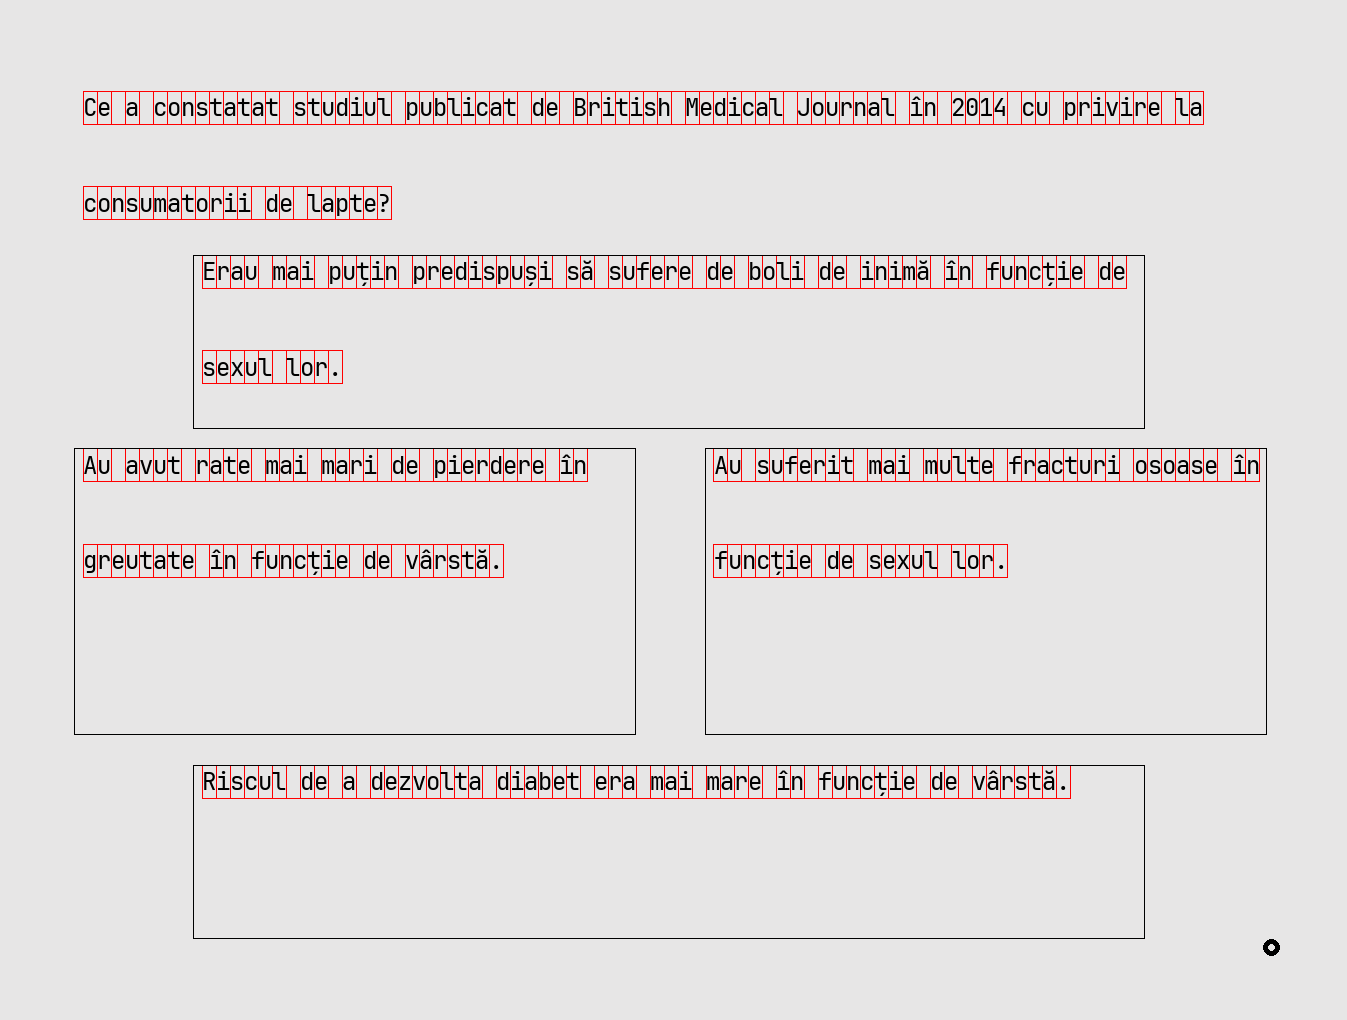 Ce a constatat studiul publicat de British Medical Journal în 2014 cu privire la
consumatorii de lapte?
Erau mai puțin predispuși să sufere de boli de inimă în funcție de
sexul lor.
Au avut rate mai mari de pierdere în
greutate în funcție de vârstă.
Au suferit mai multe fracturi osoase în
funcție de sexul lor.
Riscul de a dezvolta diabet era mai mare în funcție de vârstă.